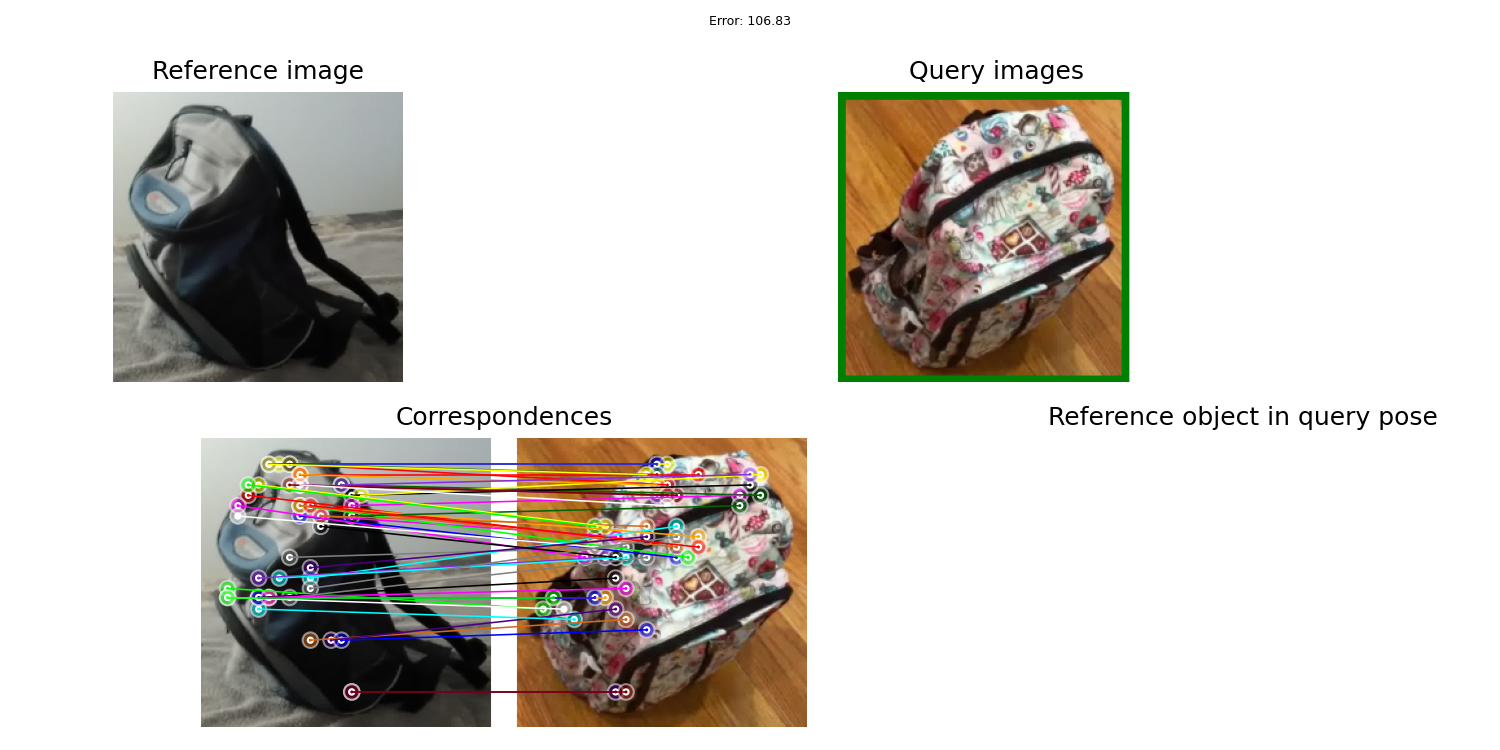 Error: 106.83
Reference image
Query images
Correspondences
Reference object in query pose